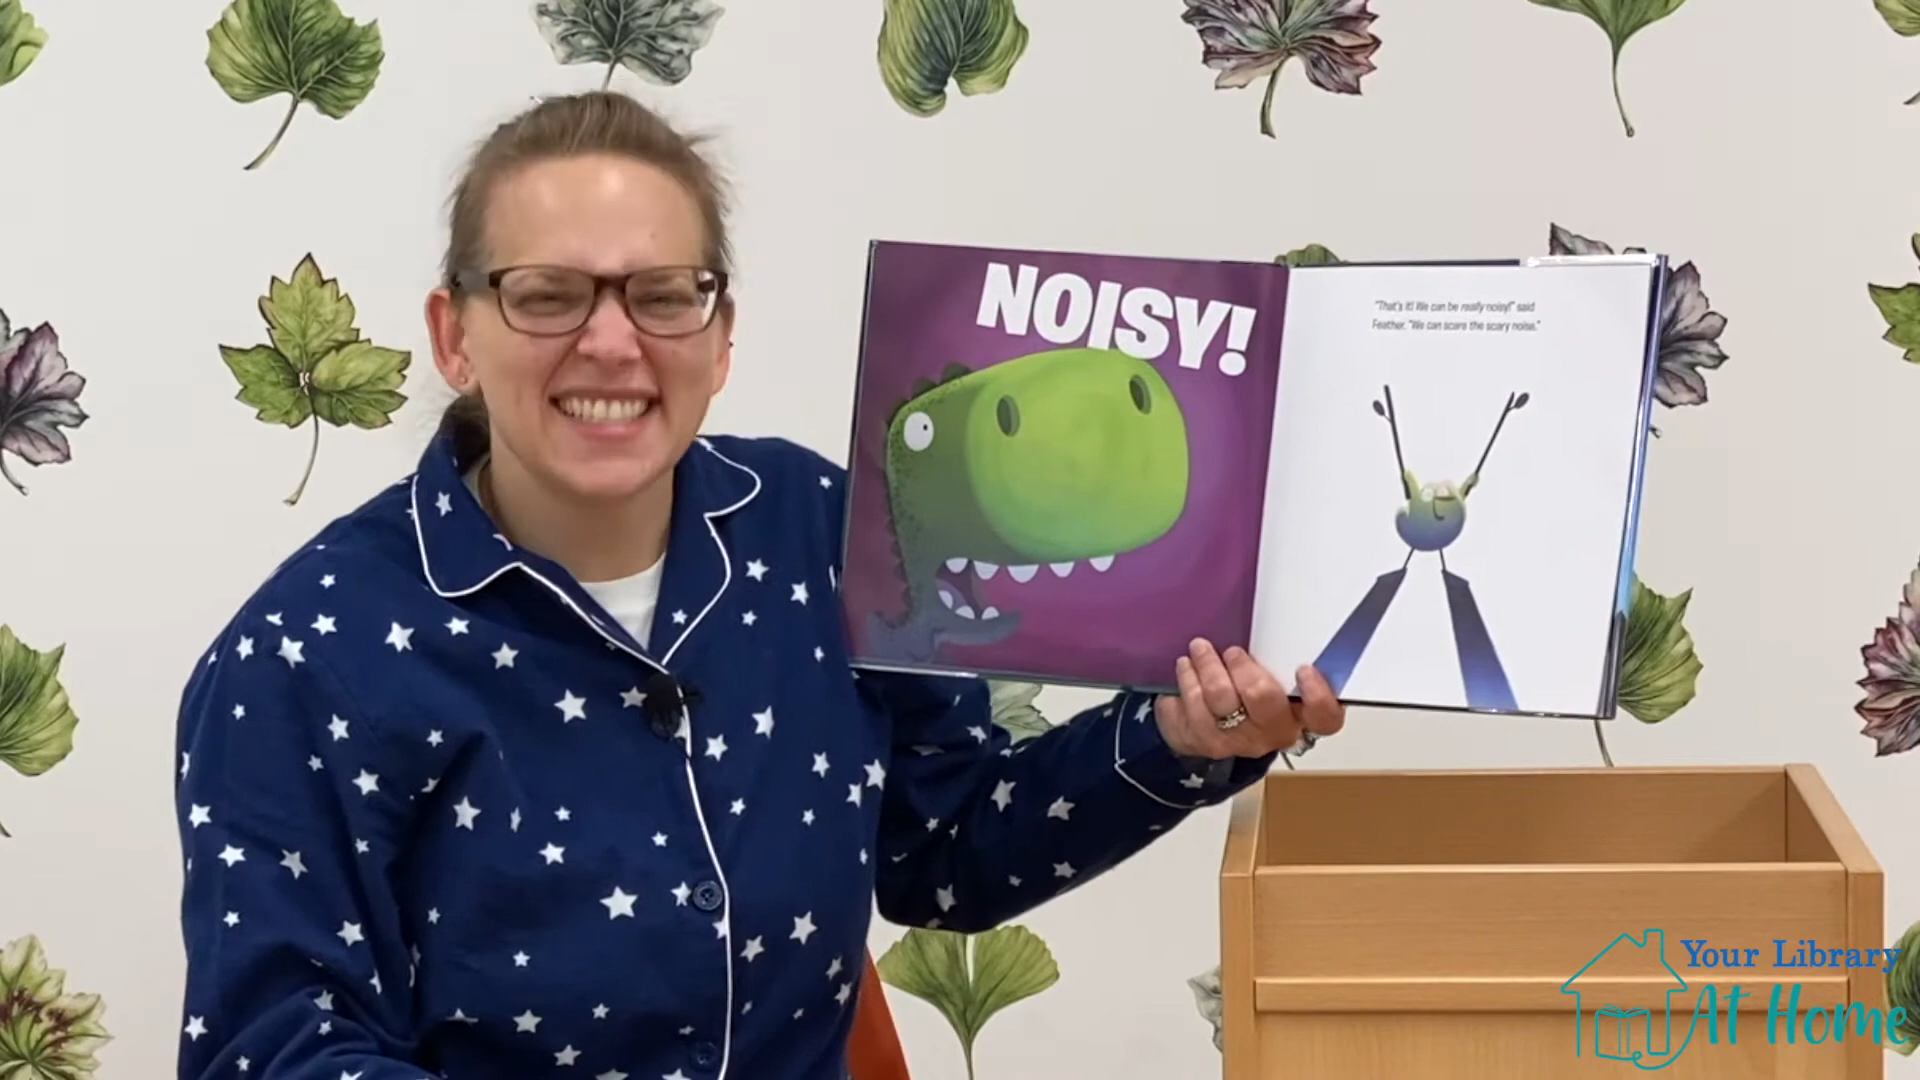 NOISY!
"That's it! We can be really noisy!" said
Feather. "We can scare the scary noise."
Your Library
At Home